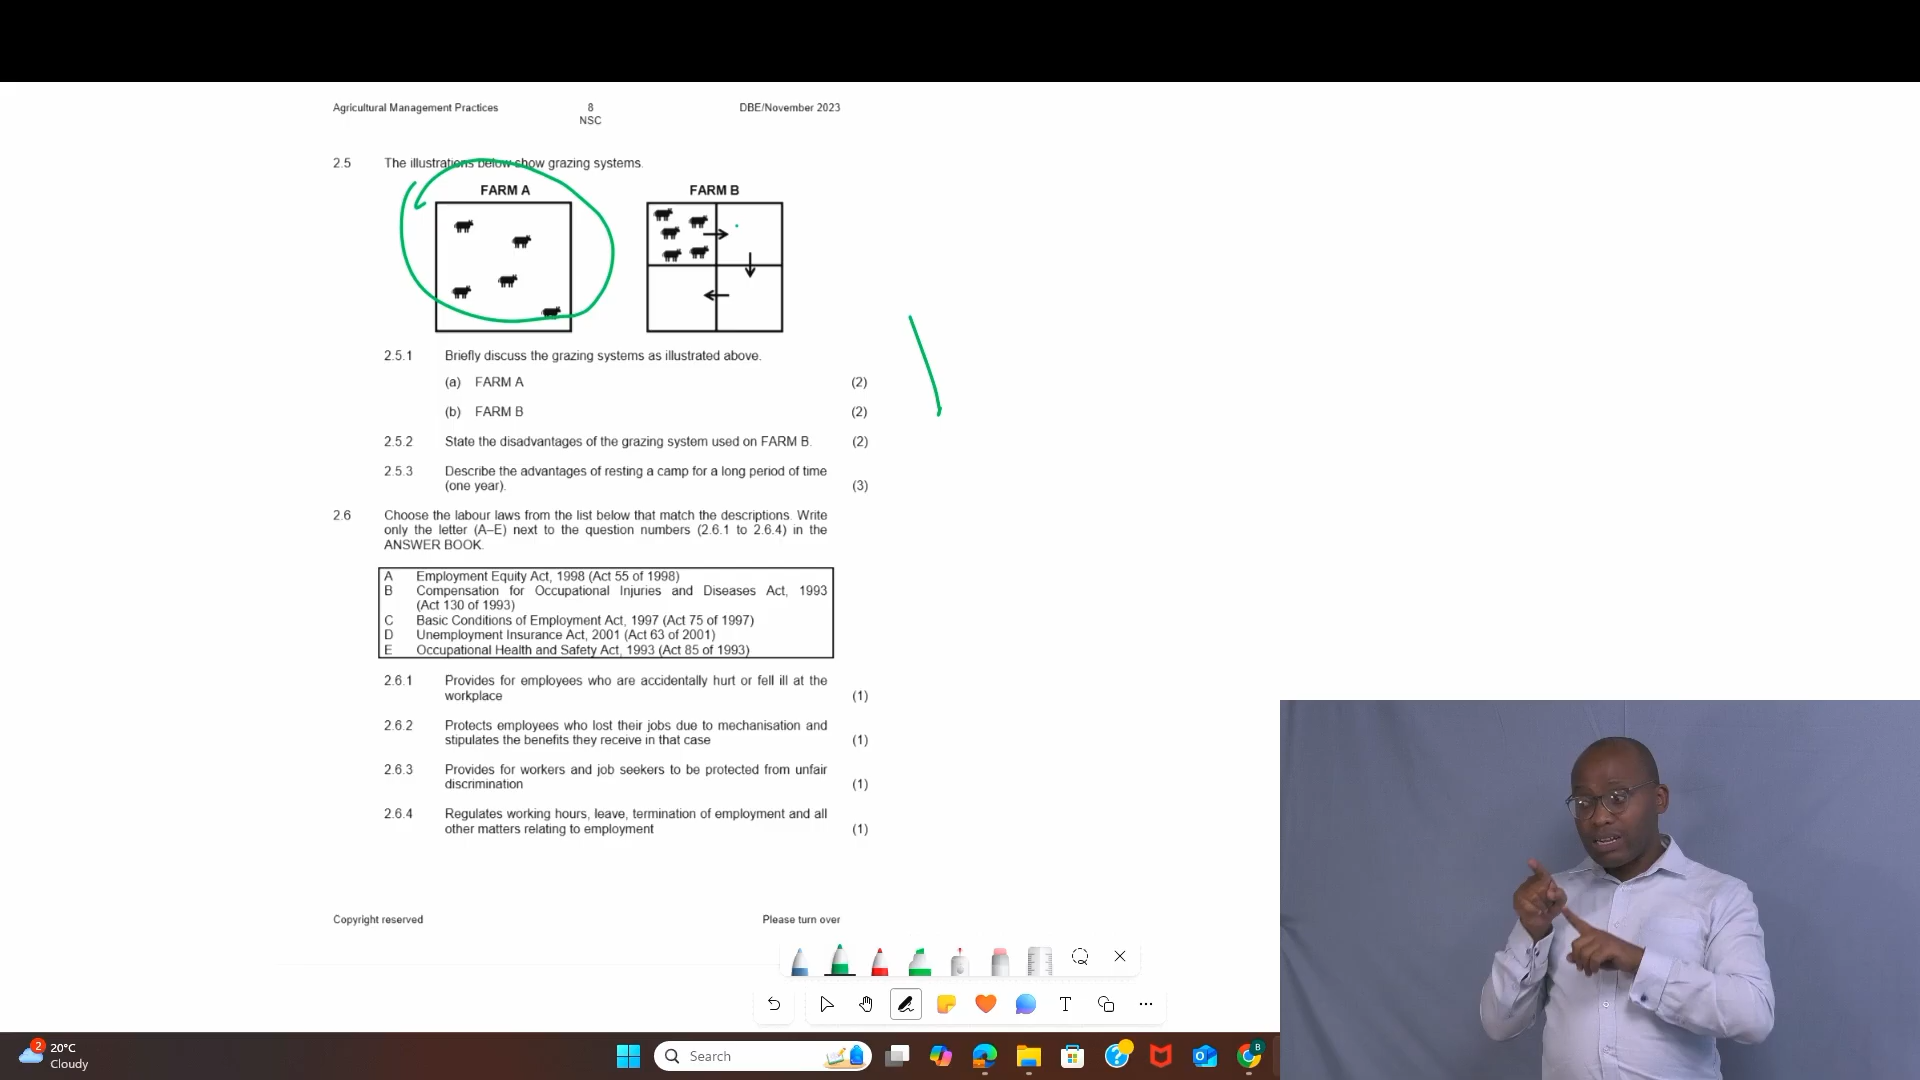 Agricultural Management Practices 8 DBE/November 2023
NSC
2.5 The illustrations below show grazing systems.
FARM A FARM B
2.5.1 Briefly discuss the grazing systems as illustrated above.
(a) FARM A (2)
(b) FARM B (2)
2.5.2 State the disadvantages of the grazing system used on FARM B. (2)
2.5.3 Describe the advantages of resting a camp for a long period of time
(one year). (3)
2.6 Choose the labour laws from the list below that match the descriptions. Write
only the letter (A–E) next to the question numbers (2.6.1 to 2.6.4) in the
ANSWER BOOK.
A Employment Equity Act, 1998 (Act 55 of 1998)
B Compensation for Occupational Injuries and Diseases Act, 1993
(Act 130 of 1993)
C Basic Conditions of Employment Act, 1997 (Act 75 of 1997)
D Unemployment Insurance Act, 2001 (Act 63 of 2001)
E Occupational Health and Safety Act, 1993 (Act 85 of 1993)
2.6.1 Provides for employees who are accidentally hurt or fell ill at the
workplace (1)
2.6.2 Protects employees who lost their jobs due to mechanisation and
stipulates the benefits they receive in that case (1)
2.6.3 Provides for workers and job seekers to be protected from unfair
discrimination (1)
2.6.4 Regulates working hours, leave, termination of employment and all
other matters relating to employment (1)
Copyright reserved Please turn over
T
2 20°C
Cloudy
Search
B